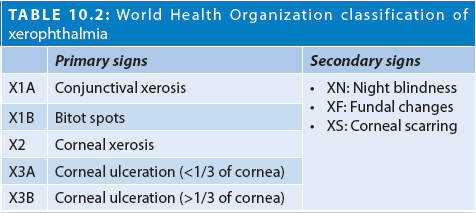 TABLE 10.2: World Health Organization classification of
xerophthalmia
Primary signs
Secondary signs
X1A Conjunctival xerosis
X1B Bitot spots
X2 Corneal xerosis
X3A Corneal ulceration (<1/3 of cornea)
X3B Corneal ulceration (>1/3 of cornea)
• XN: Night blindness
• XF: Fundal changes
• XS: Corneal scarring